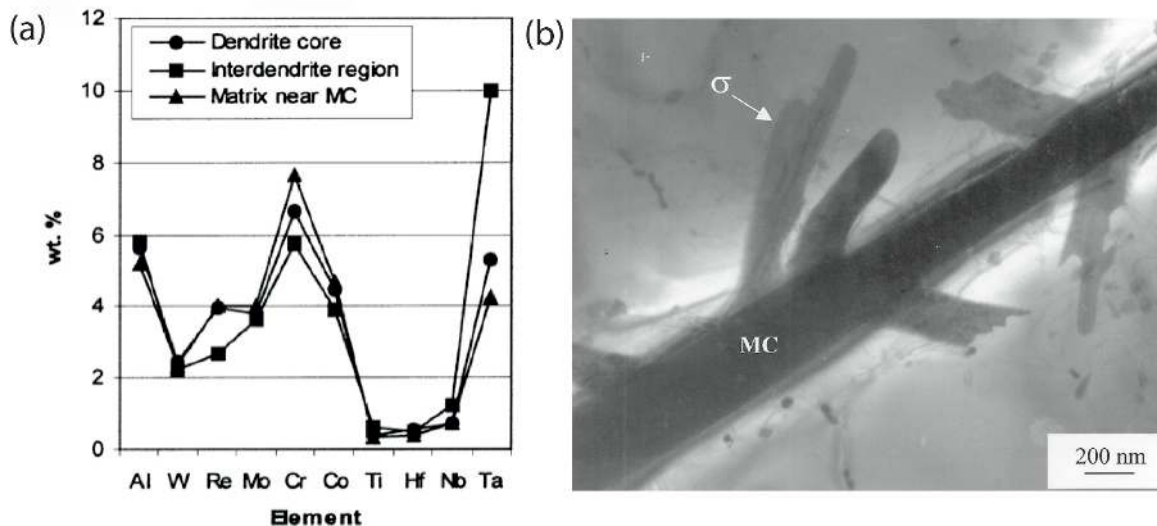 (a)
12
10
8
6
4
2
0
wt. %
Dendrite core
Interdendrite region
Matrix near MC
Al W Re Mo Cr Co Ti Hf Nb Ta
Element
(b)
σ
MC
200 nm